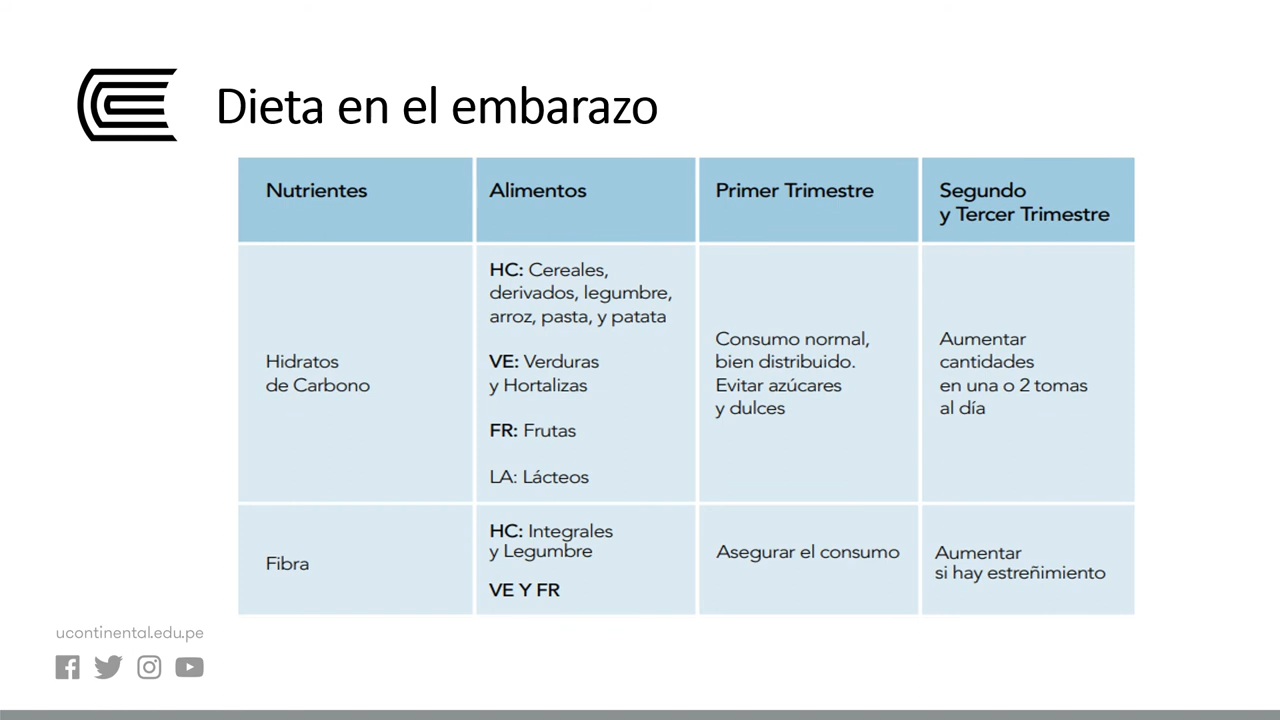 Dieta en el embarazo
Nutrientes
Alimentos
Primer Trimestre
Segundo
y Tercer Trimestre
Hidratos
de Carbono
HC: Cereales,
derivados, legumbre,
arroz, pasta, y patata
VE: Verduras
y Hortalizas
FR: Frutas
LA: Lácteos
Consumo normal,
bien distribuido.
Evitar azúcares
y dulces
Aumentar
cantidades
en una o 2 tomas
al día
Fibra
HC: Integrales
y Legumbre
VE Y FR
Asegurar el consumo
Aumentar
si hay estreñimiento
ucontinental.edu.pe